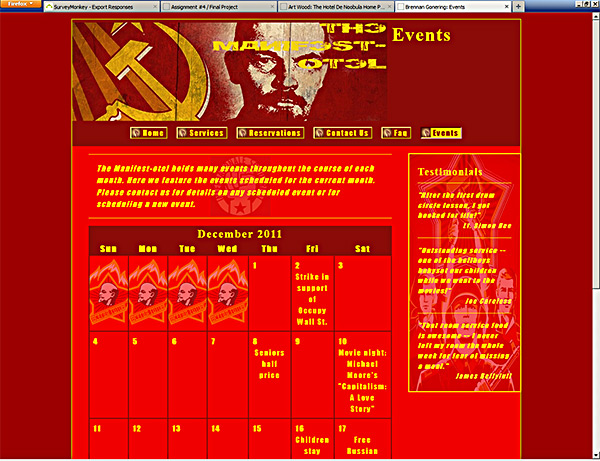 Firefox
SurveyMonkey - Export Responses
Assignment #4 / Final Project
Art Wood: The Hotel De Noobula Home P...
Brennan Gonering: Events
TH3
MANIF3ST-
OT3L
Events
Home
Services
Reservations
Contact Us
Faq
Events
The Manifest-otel holds many events throughout the course of each
month. Here we feature the events scheduled for the current month.
Please contact us for details on any scheduled event or for
scheduling a new event.
Testimonials
"After the first drum
circle lesson, I got
hooked for life!"
Lt. Simon Dee
"Outstanding service --
one of the bellboys
babysat our children
while we went to the
movies!"
Joe Careless
"That room service food
is awesome -- I never
left my room the whole
week for fear of missing
a meal."
James Bellyfull
December 2011
Sun Mon Tue Wed Thu Fri Sat
1
2
Strike in
support
of
Occupy
Wall St.
3
4
5
6
7
8
Seniors
half
price
9
10
Movie night:
Michael
Moore's
"Capitalism:
A Love
Story"
11
12
13
14
15
16
Children
stay
17
Free
Russian